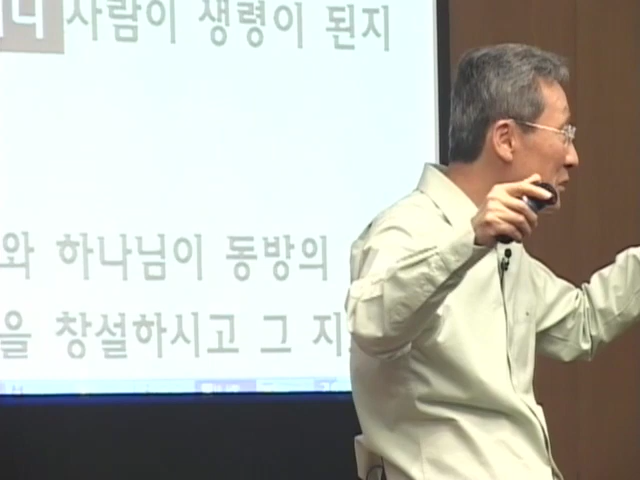 니 사람이 생령이 된지
와 하나님이 동방의
을 창설하시고 그 지